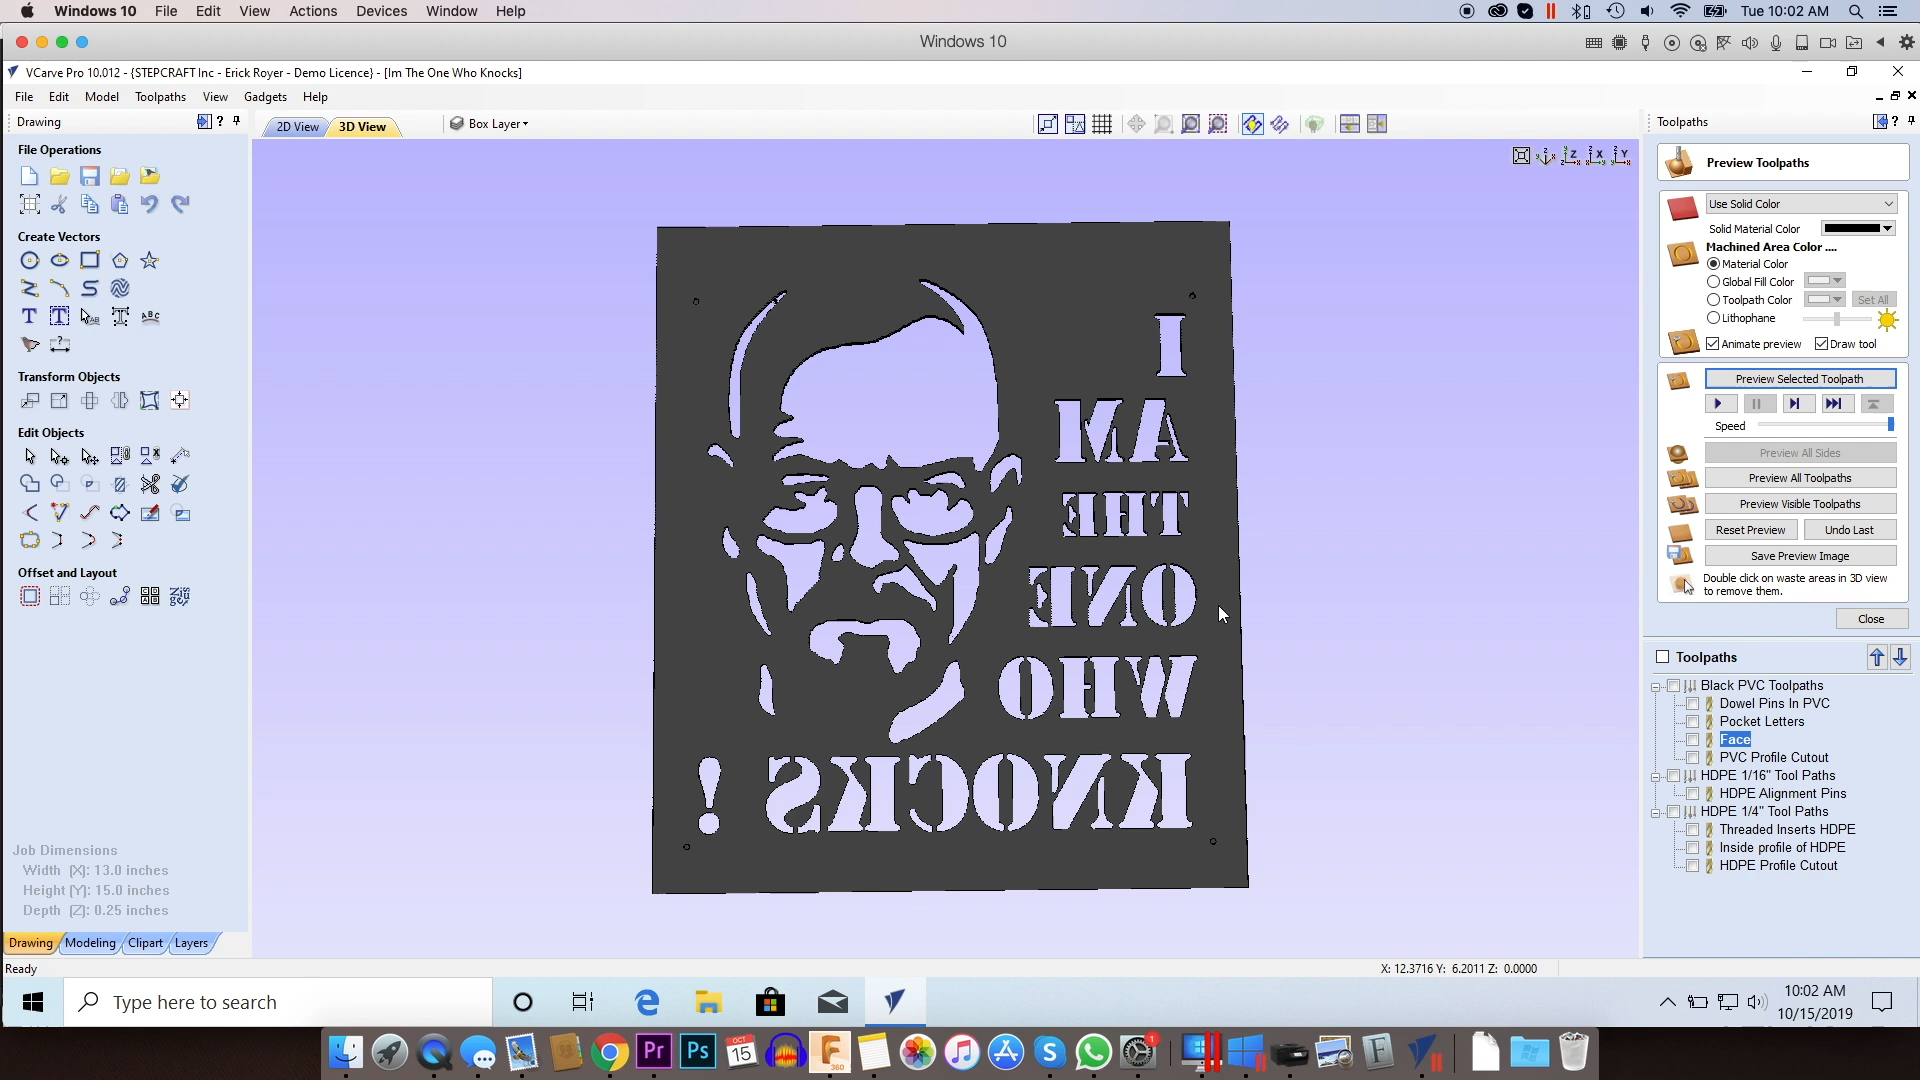 Windows 10 File Edit View Actions Devices Window Help Tue 10:02 AM
Windows 10
VCarve Pro 10.012 - {STEPCRAFT Inc - Erick Royer - Demo Licence} - [Im The One Who Knocks]
File Edit Model Toolpaths View Gadgets Help
Drawing
2D View 3D View Box Layer
Toolpaths
File Operations
Create Vectors
Transform Objects
Edit Objects
Offset and Layout
Job Dimensions
Width (X): 13.0 inches
Height (Y): 15.0 inches
Depth (Z): 0.25 inches
Drawing Modeling Clipart Layers
Ready
I
AM
THE
ONE
WHO
KNOCKS!
Preview Toolpaths
Use Solid Color
Solid Material Color
Machined Area Color ....
Material Color
Global Fill Color
Toolpath Color Set All
Lithophane
Animate preview Draw tool
Preview Selected Toolpath
Speed
Preview All Sides
Preview All Toolpaths
Preview Visible Toolpaths
Reset Preview Undo Last
Save Preview Image
Double click on waste areas in 3D view
to remove them.
Close
Toolpaths
Black PVC Toolpaths
Dowel Pins In PVC
Pocket Letters
Face
PVC Profile Cutout
HDPE 1/16" Tool Paths
HDPE Alignment Pins
HDPE 1/4" Tool Paths
Threaded Inserts HDPE
Inside profile of HDPE
HDPE Profile Cutout
X: 12.3716 Y: 6.2011 Z: 0.0000
Type here to search
10:02 AM
10/15/2019
Pr Ps OCT 15 F 360 1